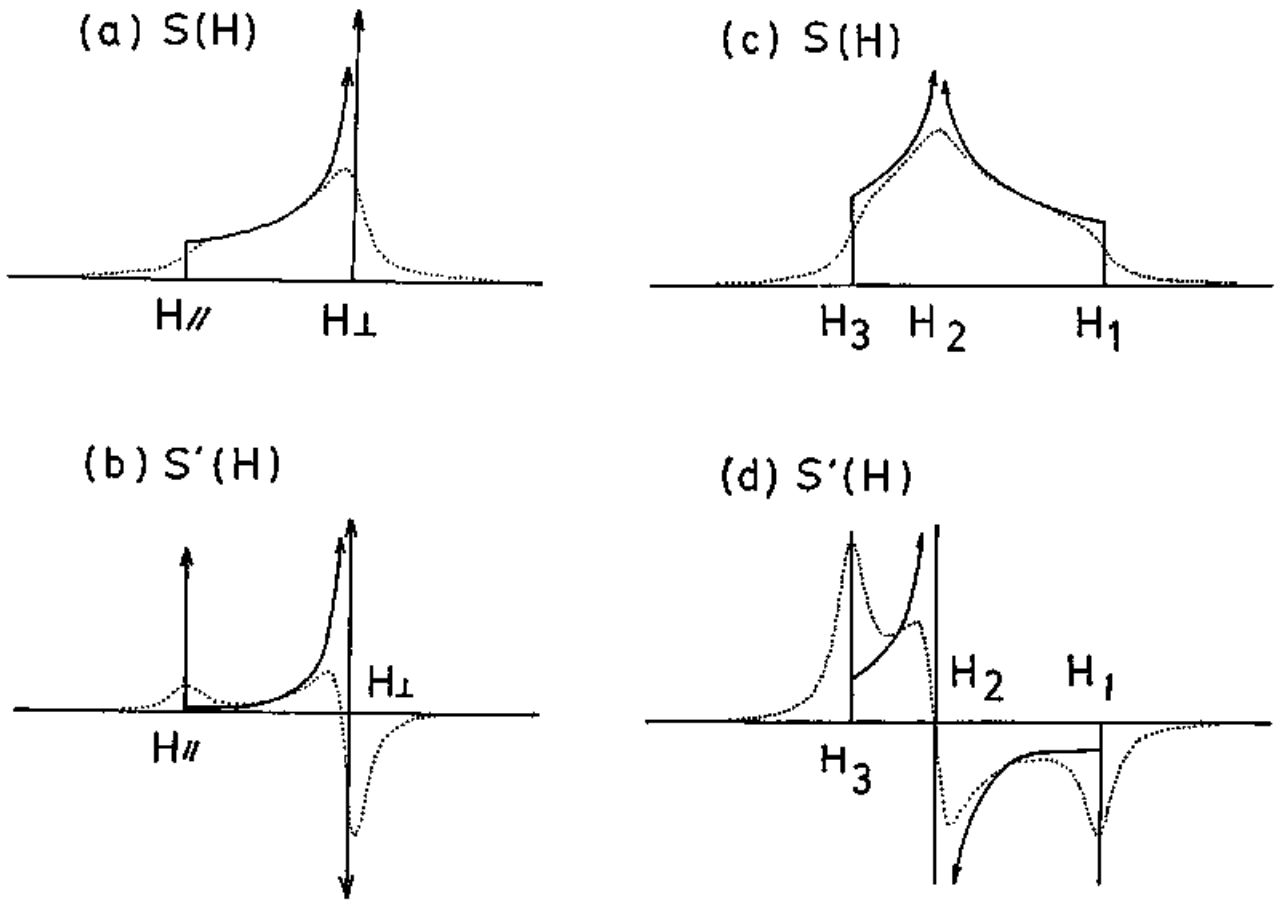 (a) S(H)
H∥ H⊥
(c) S(H)
H3 H2 H1
(b) S′(H)
H⊥
H∥
(d) S′(H)
H2 H1
H3